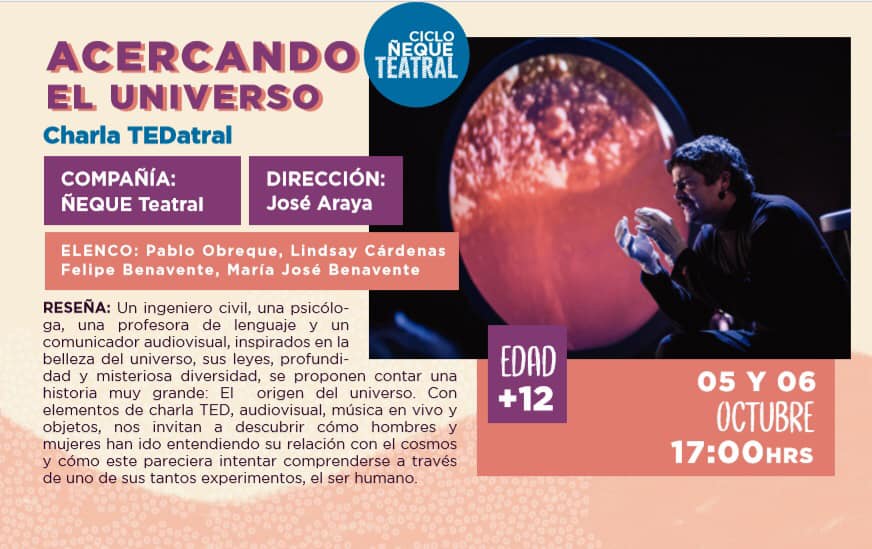 ACERCANDO
EL UNIVERSO
Charla TEDatral
CICLO
ÑEQUE
TEATRAL
COMPAÑÍA:
ÑEQUE Teatral
DIRECCIÓN:
José Araya
ELENCO: Pablo Obreque, Lindsay Cárdenas
Felipe Benavente, María José Benavente
RESEÑA: Un ingeniero civil, una psicólo-
ga, una profesora de lenguaje y un
comunicador audiovisual, inspirados en la
belleza del universo, sus leyes, profundi-
dad y misteriosa diversidad, se proponen contar una
historia muy grande: El origen del universo. Con
elementos de charla TED, audiovisual, música en vivo y
objetos, nos invitan a descubrir cómo hombres y
mujeres han ido entendiendo su relación con el cosmos
y cómo este pareciera intentar comprenderse a través
de uno de sus tantos experimentos, el ser humano.
EDAD
+12
05 Y 06
OCTUBRE
17:00HRS